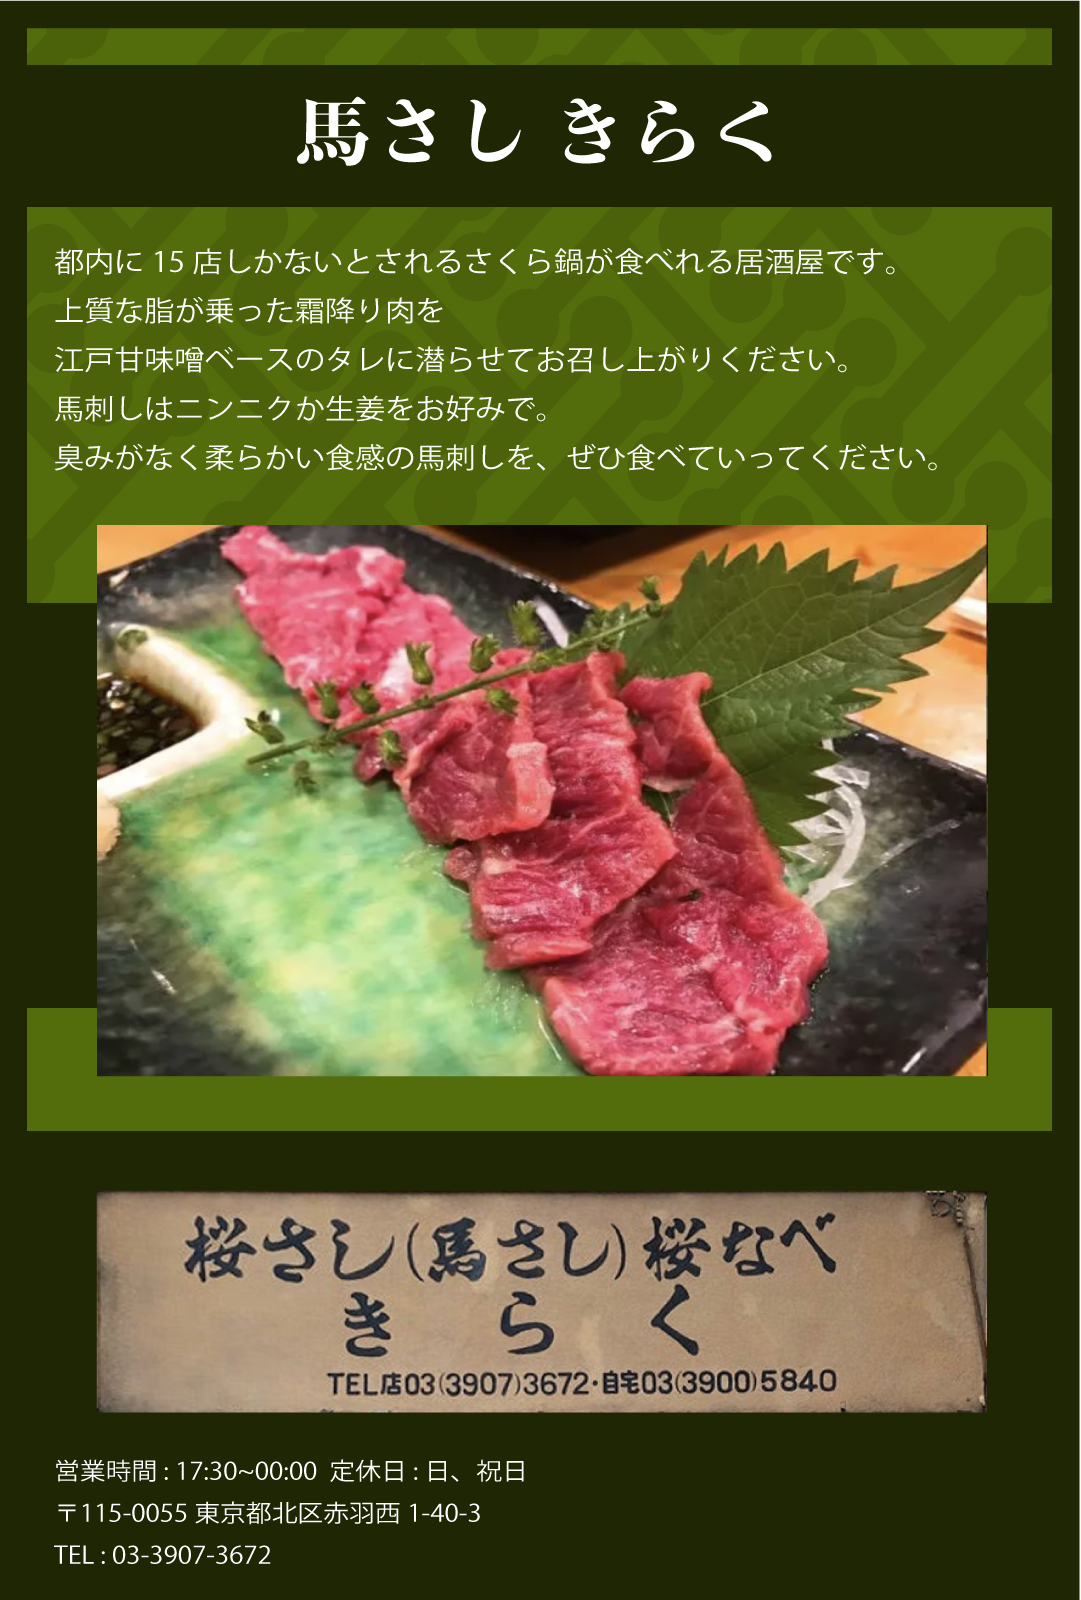 馬さし きらく
都内に 15 店しかないとされるさくら鍋が食べれる居酒屋です。
上質な脂が乗った霜降り肉を
江戸甘味噌ベースのタレに潜らせてお召し上がりください。
馬刺しはニンニクか生姜をお好みで。
臭みがなく柔らかい食感の馬刺しを、ぜひ食べていってください。
桜さし(馬さし)桜なべ
きらく
TEL店03(3907)3672・自宅03(3900)5840
営業時間 : 17:30~00:00 定休日 : 日、祝日
〒115-0055 東京都北区赤羽西 1-40-3
TEL : 03-3907-3672